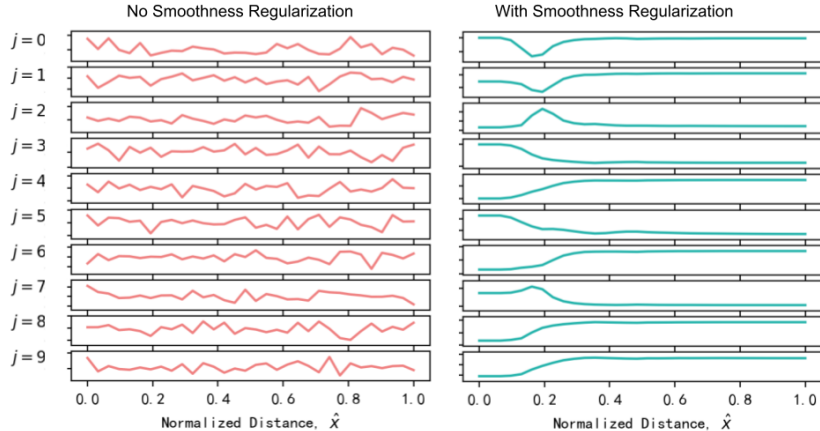 No Smoothness Regularization
With Smoothness Regularization
j = 0
j = 1
j = 2
j = 3
j = 4
j = 5
j = 6
j = 7
j = 8
j = 9
0.0 0.2 0.4 0.6 0.8 1.0
0.0 0.2 0.4 0.6 0.8 1.0
Normalized Distance, x̂
Normalized Distance, x̂